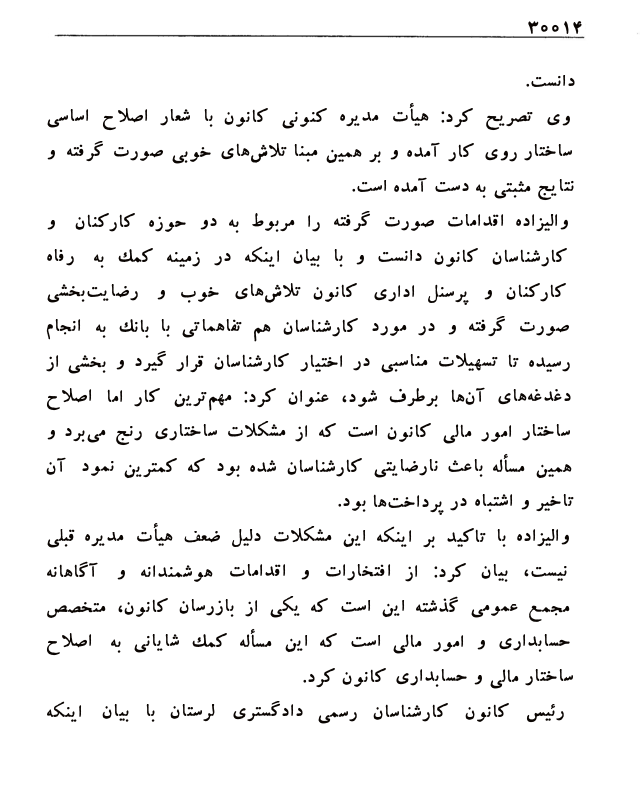 ۳۰۰۱۴
دانست.
وی تصریح کرد: هیأت مدیره کنونی کانون با شعار اصلاح اساسی
ساختار روی کار آمده و بر همین مبنا تلاش‌های خوبی صورت گرفته و
نتایج مثبتی به دست آمده است.
والیزاده اقدامات صورت گرفته را مربوط به دو حوزه کارکنان و
کارشناسان کانون دانست و با بیان اینکه در زمینه کمك به رفاه
کارکنان و پرسنل اداری کانون تلاش‌های خوب و رضایت‌بخشی
صورت گرفته و در مورد کارشناسان هم تفاهماتی با بانك به انجام
رسیده تا تسهیلات مناسبی در اختیار کارشناسان قرار گیرد و بخشی از
دغدغه‌های آن‌ها برطرف شود، عنوان کرد: مهم‌ترین کار اما اصلاح
ساختار امور مالی کانون است که از مشکلات ساختاری رنج می‌برد و
همین مسأله باعث نارضایتی کارشناسان شده بود که کمترین نمود آن
تاخیر و اشتباه در پرداخت‌ها بود.
والیزاده با تاکید بر اینکه این مشکلات دلیل ضعف هیأت مدیره قبلی
نیست، بیان کرد: از افتخارات و اقدامات هوشمندانه و آگاهانه
مجمع عمومی گذشته این است که یکی از بازرسان کانون، متخصص
حسابداری و امور مالی است که این مسأله کمك شایانی به اصلاح
ساختار مالی و حسابداری کانون کرد.
رئیس کانون کارشناسان رسمی دادگستری لرستان با بیان اینکه